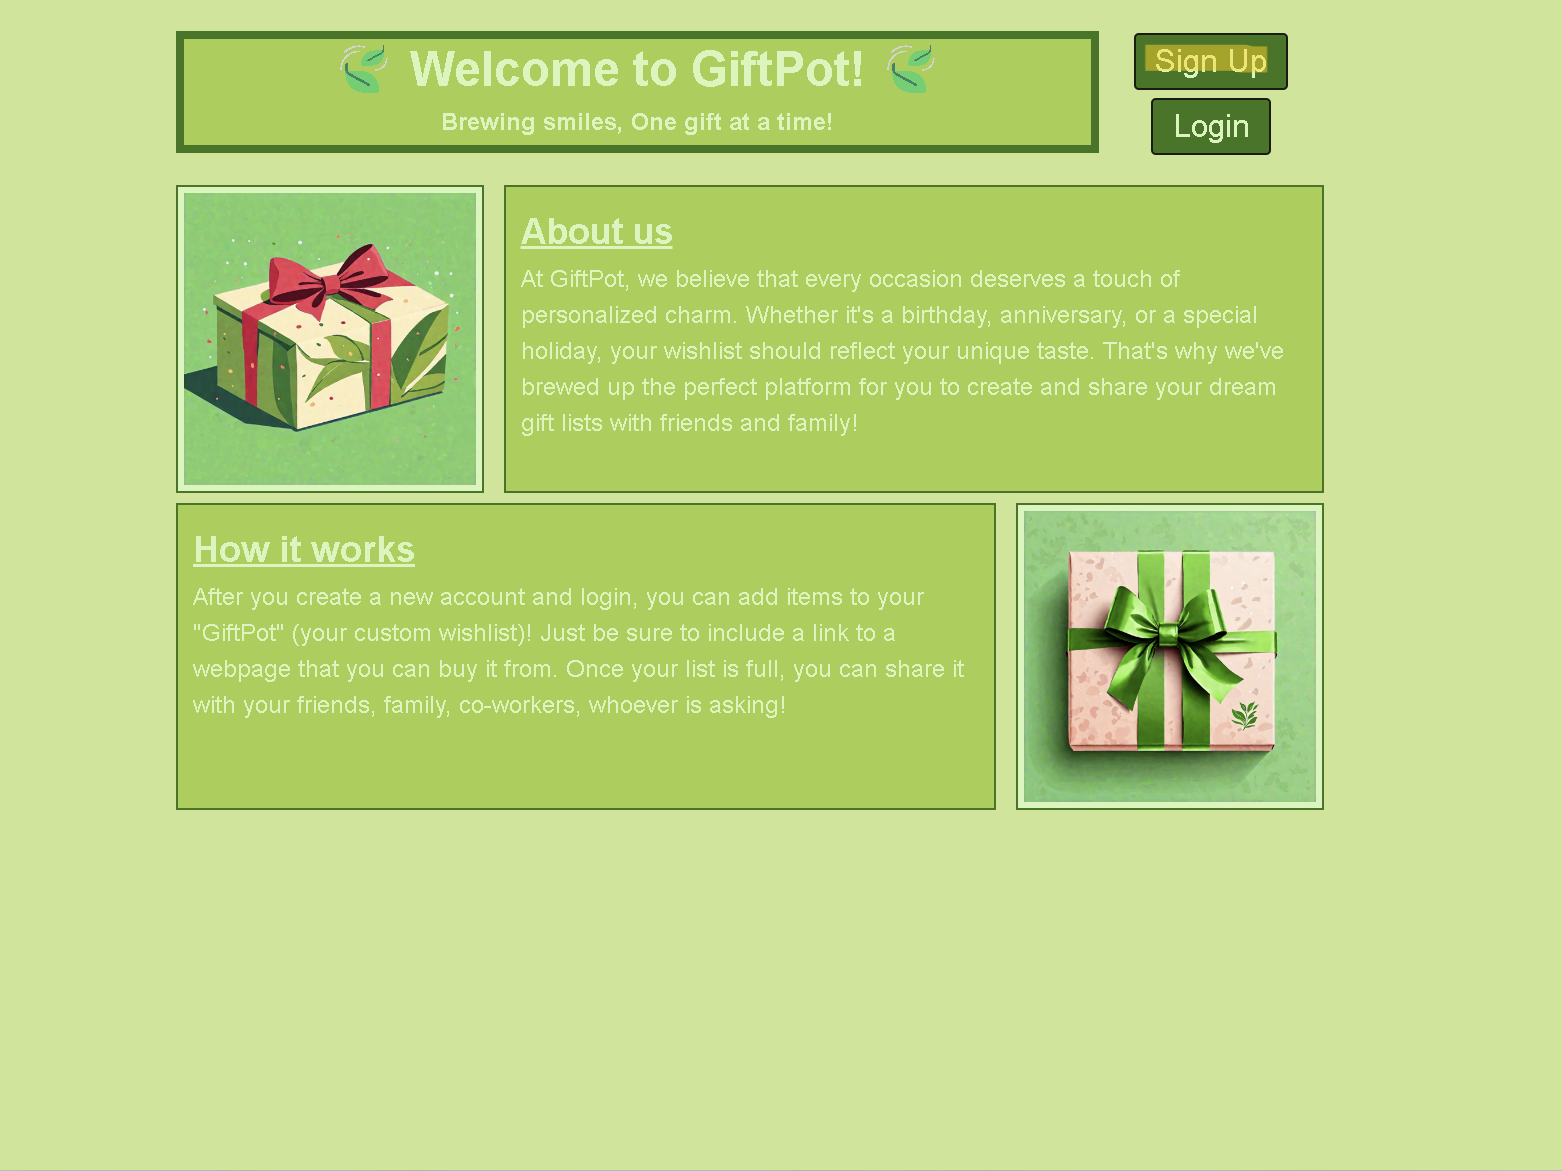 Welcome to GiftPot!
Brewing smiles, One gift at a time!
Sign Up
Login
About us
At GiftPot, we believe that every occasion deserves a touch of
personalized charm. Whether it's a birthday, anniversary, or a special
holiday, your wishlist should reflect your unique taste. That's why we've
brewed up the perfect platform for you to create and share your dream
gift lists with friends and family!
How it works
After you create a new account and login, you can add items to your
"GiftPot" (your custom wishlist)! Just be sure to include a link to a
webpage that you can buy it from. Once your list is full, you can share it
with your friends, family, co-workers, whoever is asking!